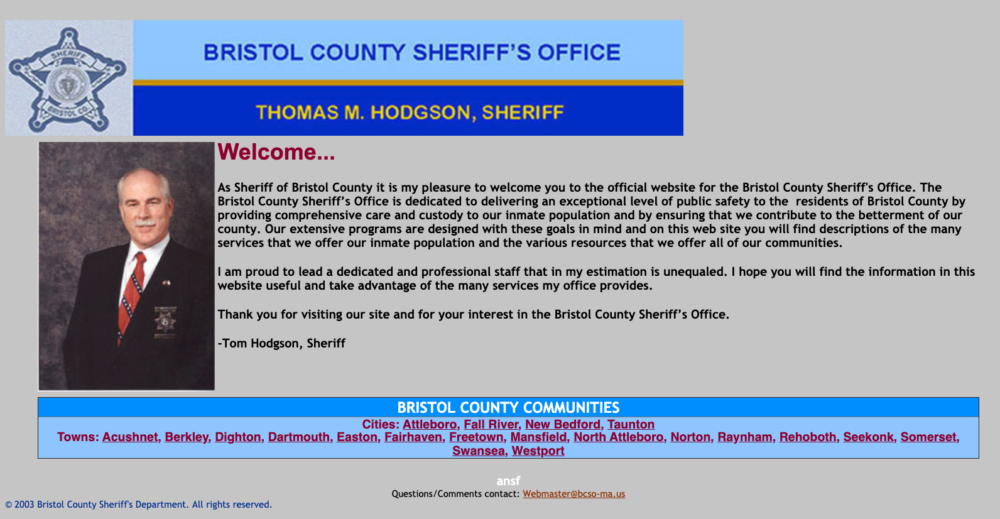 SHERIFF
BRISTOL CO.
BRISTOL COUNTY SHERIFF'S OFFICE
THOMAS M. HODGSON, SHERIFF
Welcome...
As Sheriff of Bristol County it is my pleasure to welcome you to the official website for the Bristol County Sheriff's Office. The
Bristol County Sheriff's Office is dedicated to delivering an exceptional level of public safety to the residents of Bristol County by
providing comprehensive care and custody to our inmate population and by ensuring that we contribute to the betterment of our
county. Our extensive programs are designed with these goals in mind and on this web site you will find descriptions of the many
services that we offer our inmate population and the various resources that we offer all of our communities.
I am proud to lead a dedicated and professional staff that in my estimation is unequaled. I hope you will find the information in this
website useful and take advantage of the many services my office provides.
Thank you for visiting our site and for your interest in the Bristol County Sheriff's Office.
-Tom Hodgson, Sheriff
BRISTOL COUNTY COMMUNITIES
Cities: Attleboro, Fall River, New Bedford, Taunton
Towns: Acushnet, Berkley, Dighton, Dartmouth, Easton, Fairhaven, Freetown, Mansfield, North Attleboro, Norton, Raynham, Rehoboth, Seekonk, Somerset,
Swansea, Westport
ansf
Questions/Comments contact: Webmaster@bcso-ma.us
© 2003 Bristol County Sheriff's Department. All rights reserved.